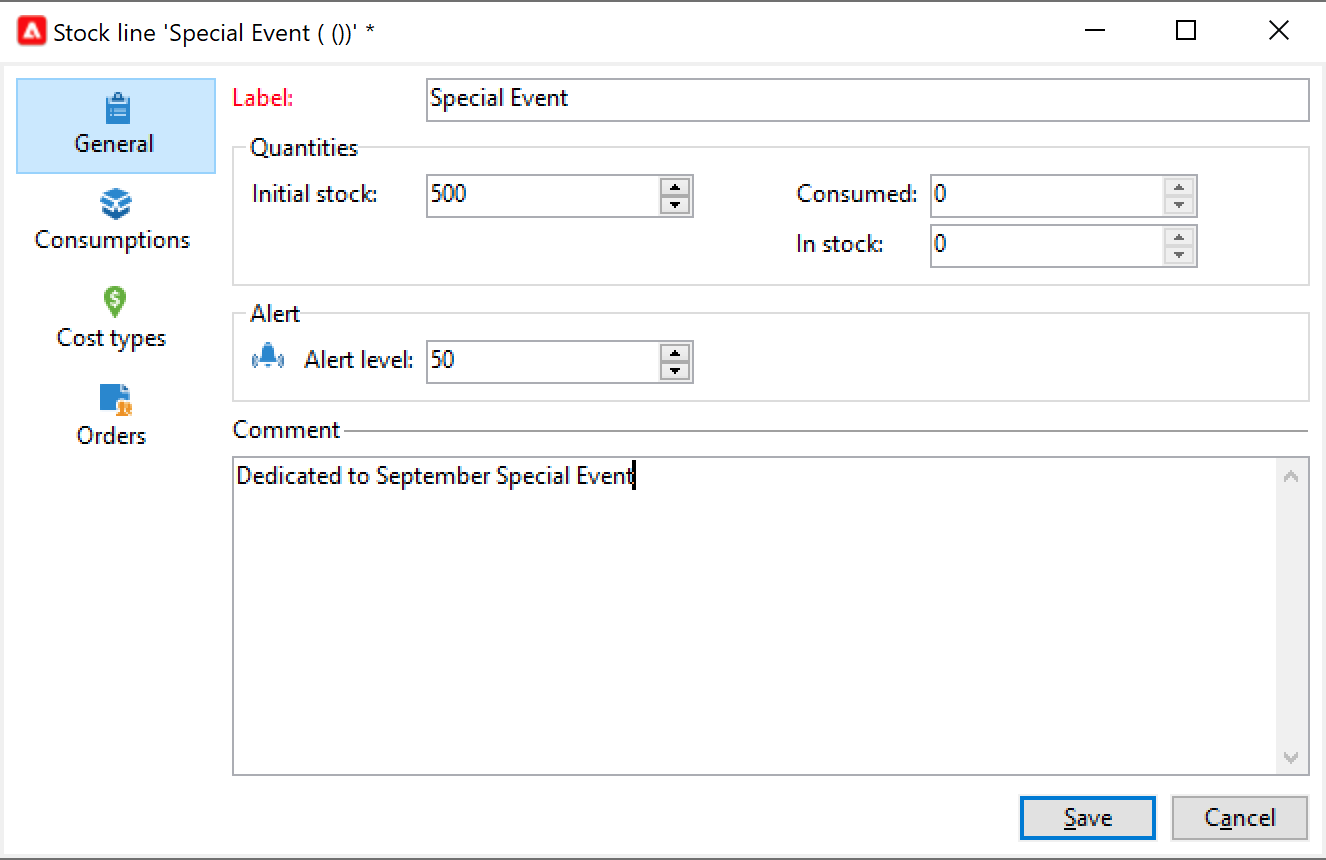 Stock line 'Special Event ( ())' *
General
Consumptions
Cost types
Orders
Label: Special Event
Quantities
Initial stock: 500 Consumed: 0
In stock: 0
Alert
Alert level: 50
Comment
Dedicated to September Special Event
Save Cancel